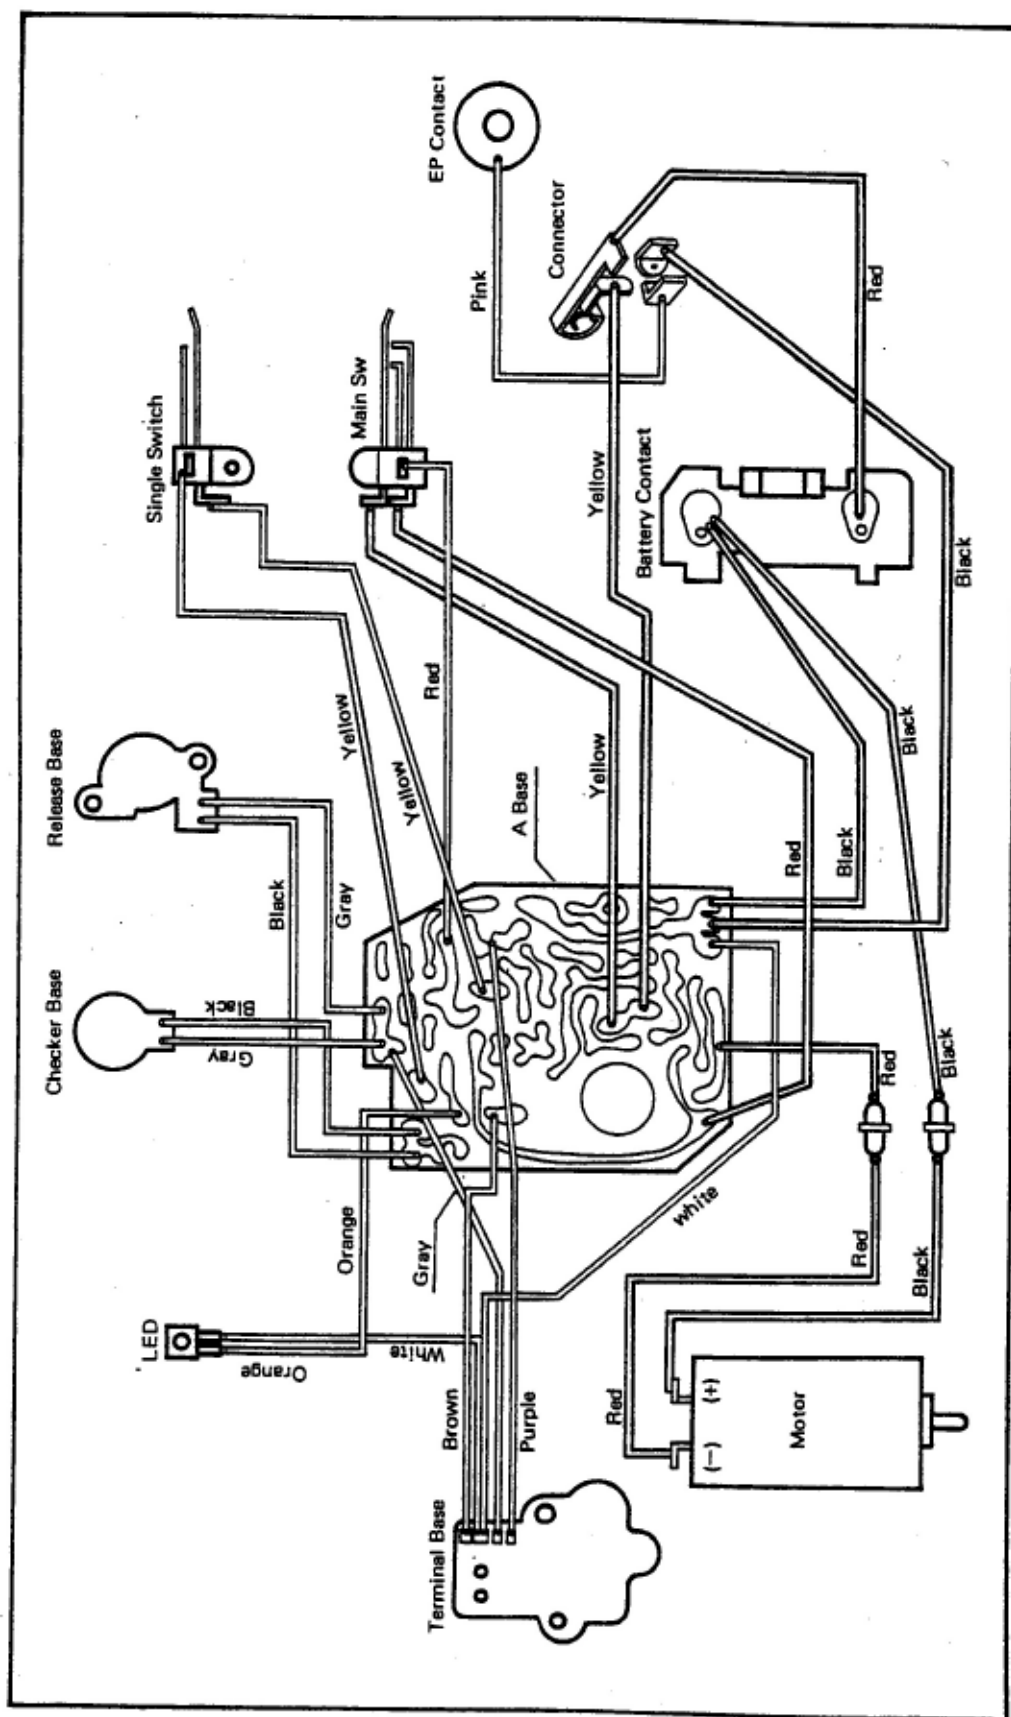 EP Contact
Connector
Pink
Red
Single Switch
Main Sw
Yellow
Battery Contact
Black
Release Base
Yellow
Yellow
Red
Yellow
Black
A Base
Red
Black
Black
Gray
Checker Base
Black
Gray
Red
Black
Orange
Gray
White
Red
Black
LED
Orange
White
Brown
Purple
Red
(+)
(—)
Motor
Terminal Base